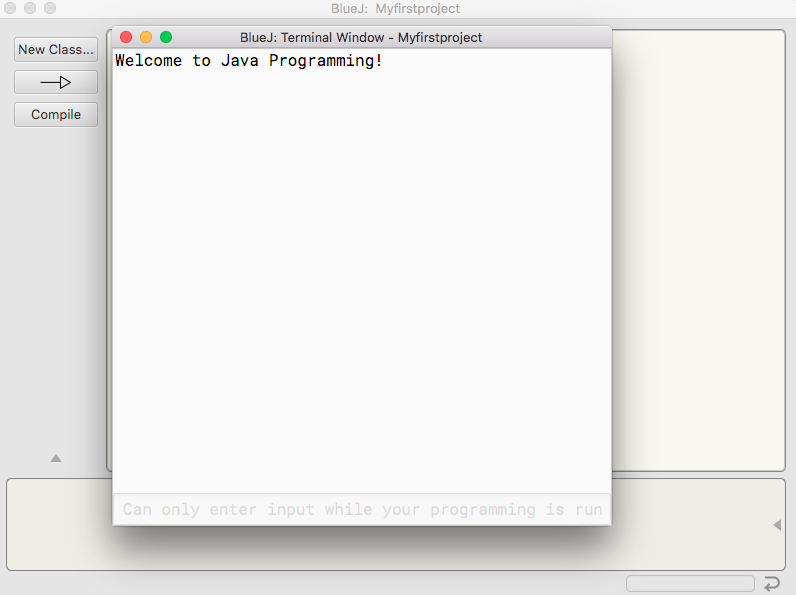 BlueJ:  Myfirstproject
New Class...
Compile
BlueJ: Terminal Window - Myfirstproject
Welcome to Java Programming!
Can only enter input while your programming is run